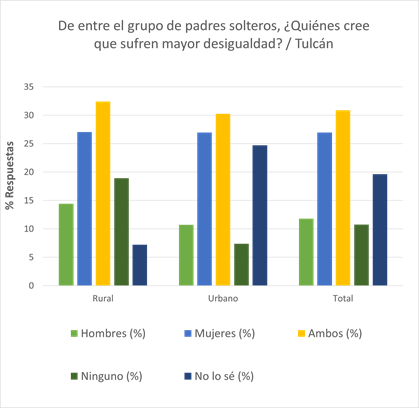 De entre el grupo de padres solteros, ¿Quiénes cree
que sufren mayor desigualdad? / Tulcán
% Respuestas
35
30
25
20
15
10
5
0
Rural Urbano Total
Hombres (%) Mujeres (%) Ambos (%)
Ninguno (%) No lo sé (%)